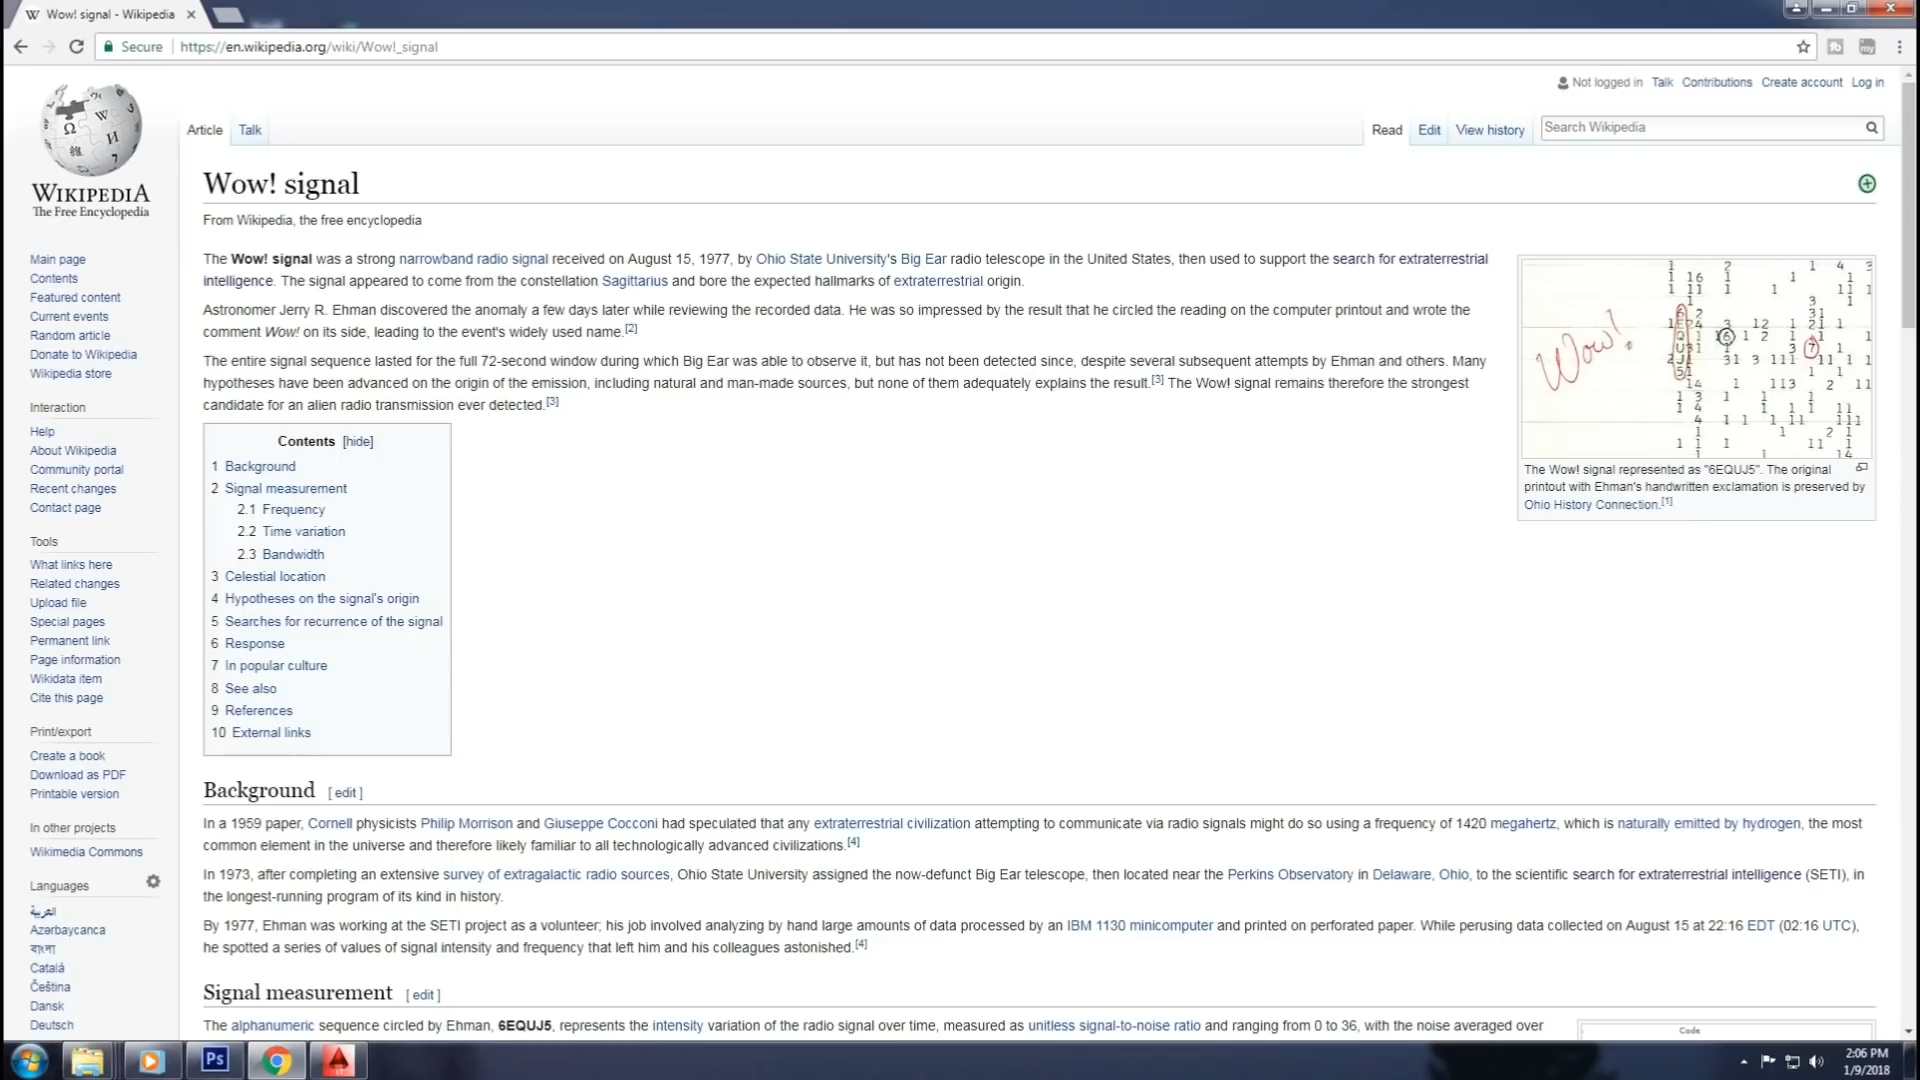 Wow! signal - Wikipedia
Secure https://en.wikipedia.org/wiki/Wow!_signal
Not logged in Talk Contributions Create account Log in
Article Talk Read Edit View history Search Wikipedia
WIKIPEDIA
The Free Encyclopedia
Main page
Contents
Featured content
Current events
Random article
Donate to Wikipedia
Wikipedia store
Interaction
Help
About Wikipedia
Community portal
Recent changes
Contact page
Tools
What links here
Related changes
Upload file
Special pages
Permanent link
Page information
Wikidata item
Cite this page
Print/export
Create a book
Download as PDF
Printable version
In other projects
Wikimedia Commons
Languages
العربية
Azərbaycanca
বাংলা
Català
Čeština
Dansk
Deutsch
Wow! signal
From Wikipedia, the free encyclopedia
The Wow! signal was a strong narrowband radio signal received on August 15, 1977, by Ohio State University's Big Ear radio telescope in the United States, then used to support the search for extraterrestrial
intelligence. The signal appeared to come from the constellation Sagittarius and bore the expected hallmarks of extraterrestrial origin.
Astronomer Jerry R. Ehman discovered the anomaly a few days later while reviewing the recorded data. He was so impressed by the result that he circled the reading on the computer printout and wrote the
comment Wow! on its side, leading to the event's widely used name.[2]
The entire signal sequence lasted for the full 72-second window during which Big Ear was able to observe it, but has not been detected since, despite several subsequent attempts by Ehman and others. Many
hypotheses have been advanced on the origin of the emission, including natural and man-made sources, but none of them adequately explains the result.[3] The Wow! signal remains therefore the strongest
candidate for an alien radio transmission ever detected.[3]
Wow!
The Wow! signal represented as "6EQUJ5". The original
printout with Ehman's handwritten exclamation is preserved by
Ohio History Connection.[1]
Contents [hide]
1 Background
2 Signal measurement
2.1 Frequency
2.2 Time variation
2.3 Bandwidth
3 Celestial location
4 Hypotheses on the signal's origin
5 Searches for recurrence of the signal
6 Response
7 In popular culture
8 See also
9 References
10 External links
Background [ edit ]
In a 1959 paper, Cornell physicists Philip Morrison and Giuseppe Cocconi had speculated that any extraterrestrial civilization attempting to communicate via radio signals might do so using a frequency of 1420 megahertz, which is naturally emitted by hydrogen, the most
common element in the universe and therefore likely familiar to all technologically advanced civilizations.[4]
In 1973, after completing an extensive survey of extragalactic radio sources, Ohio State University assigned the now-defunct Big Ear telescope, then located near the Perkins Observatory in Delaware, Ohio, to the scientific search for extraterrestrial intelligence (SETI), in
the longest-running program of its kind in history.
By 1977, Ehman was working at the SETI project as a volunteer; his job involved analyzing by hand large amounts of data processed by an IBM 1130 minicomputer and printed on perforated paper. While perusing data collected on August 15 at 22:16 EDT (02:16 UTC),
he spotted a series of values of signal intensity and frequency that left him and his colleagues astonished.[4]
Signal measurement [ edit ]
The alphanumeric sequence circled by Ehman, 6EQUJ5, represents the intensity variation of the radio signal over time, measured as unitless signal-to-noise ratio and ranging from 0 to 36, with the noise averaged over
Code
Ps
2:06 PM
1/9/2018